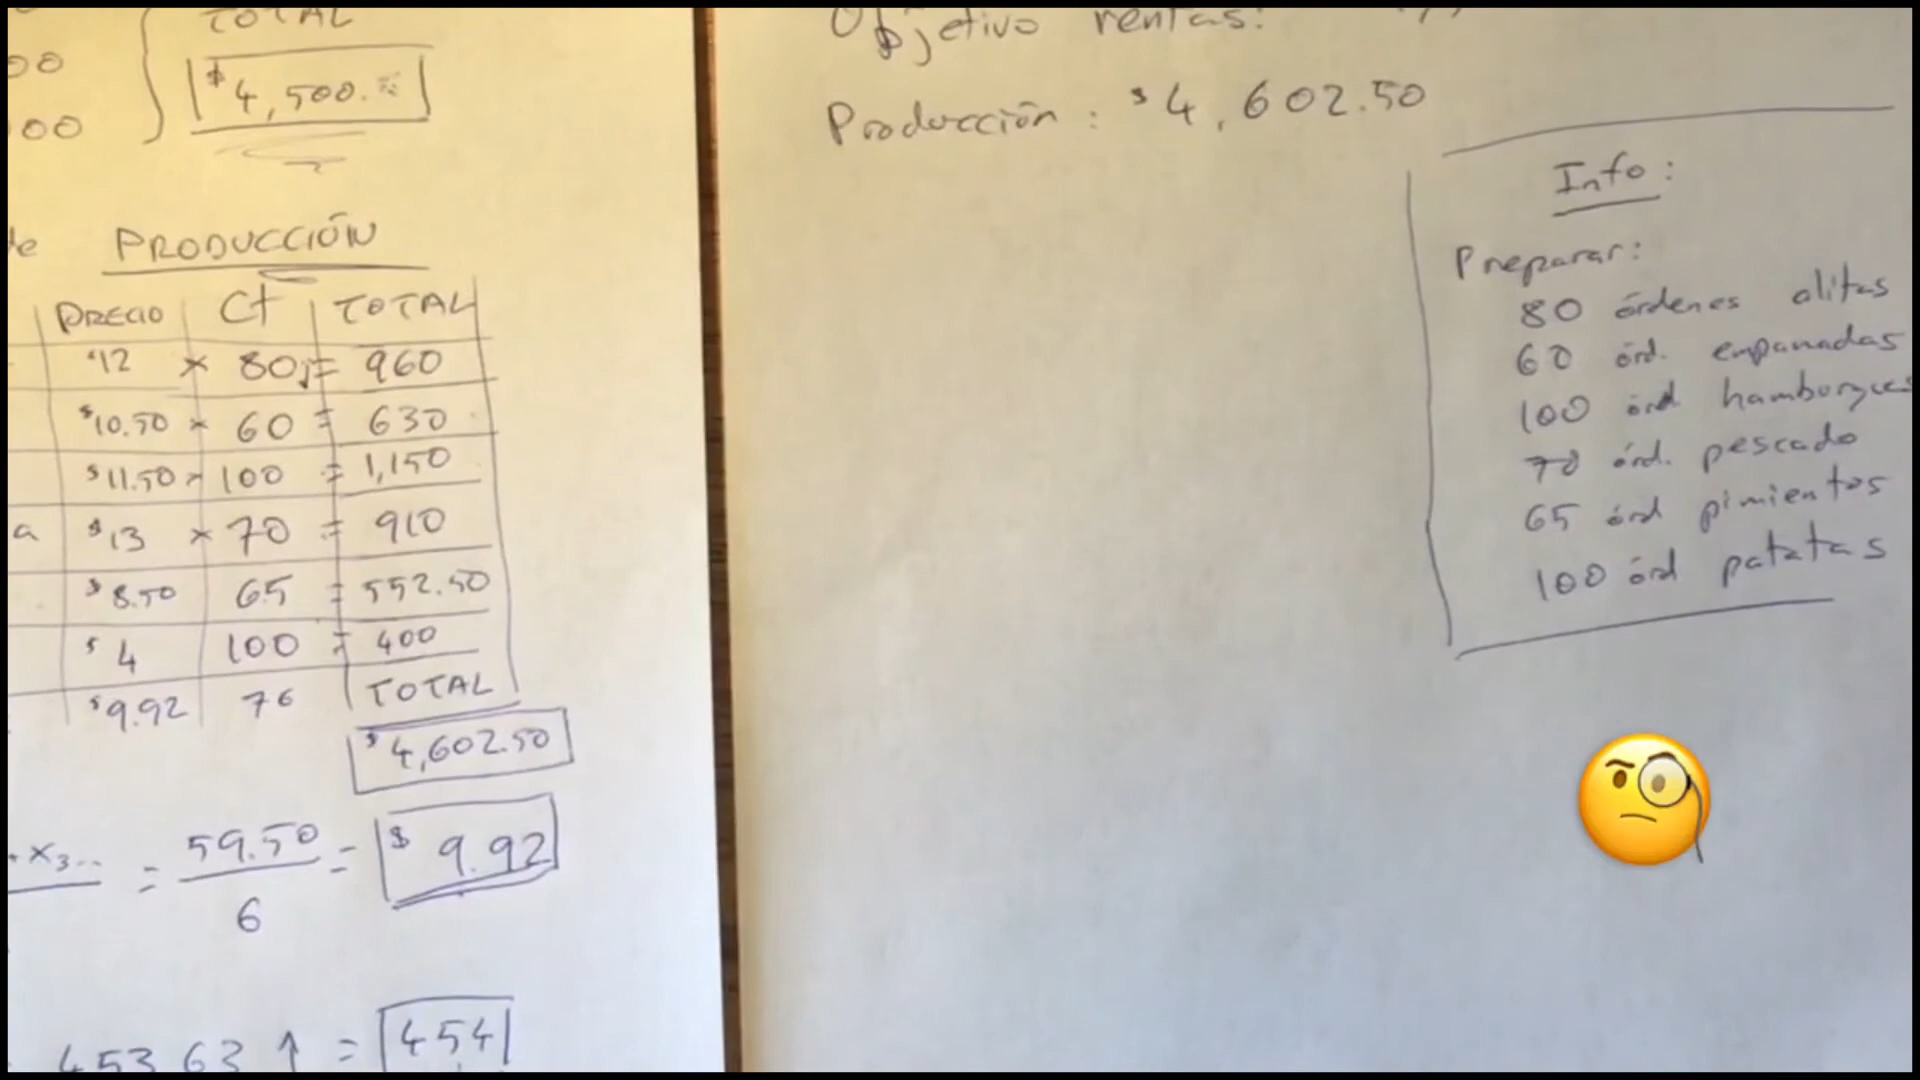 TOTAL
00
$4,500.
00
de PRODUCCIÓN
PRECIO Ct TOTAL
$12 × 80 = 960
$10.50 × 60 = 630
$11.50 × 100 = 1,150
a $13 × 70 = 910
$8.50 65 = 552.50
$4 100 = 400
$9.92 76 TOTAL
$4,602.50
x3.. = 59.50 / 6 = $9.92
453 63 ↑ = 454
Objetivo rentas:
Producción: $4,602.50
Info:
Preparar:
80 órdenes alitas
60 órd. empanadas
100 órd hamburgues
70 órd. pescado
65 órd pimientos
100 órd patatas